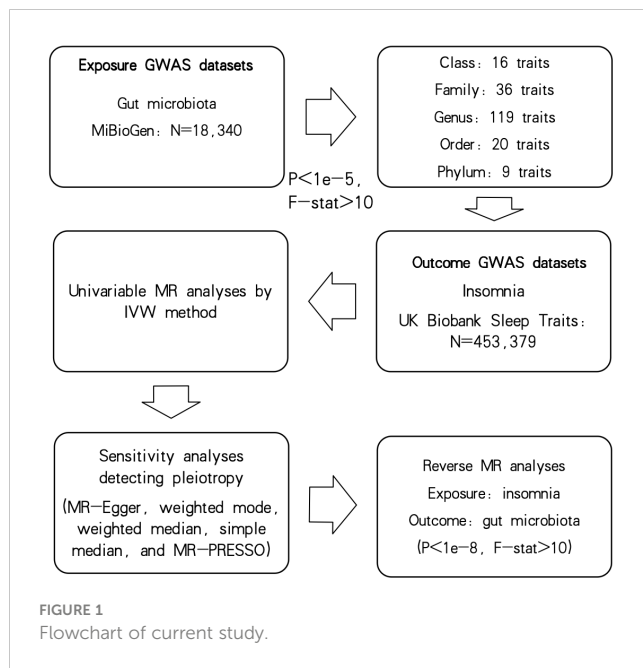 Exposure GWAS datasets
Gut microbiota
MiBioGen: N=18,340
P<1e-5,
F-stat>10
Class: 16 traits
Family: 36 traits
Genus: 119 traits
Order: 20 traits
Phylum: 9 traits
Outcome GWAS datasets
Insomnia
UK Biobank Sleep Traits:
N=453,379
Univariable MR analyses by
IVW method
Sensitivity analyses
detecting pleiotropy
(MR-Egger, weighted mode,
weighted median, simple
median, and MR-PRESSO)
Reverse MR analyses
Exposure: insomnia
Outcome: gut microbiota
(P<1e-8, F-stat>10)
FIGURE 1
Flowchart of current study.